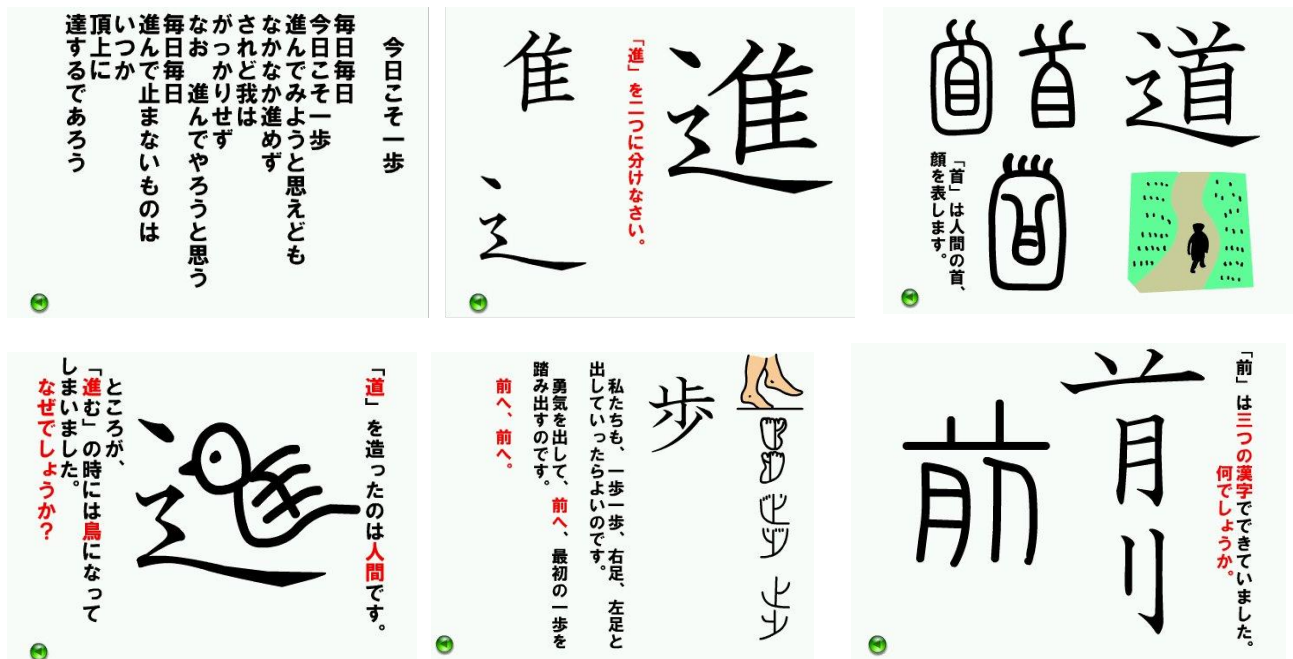 今日こそ一歩
毎日毎日
今日こそ一歩
進んでみようと思えども
なかなか進めず
されど我は
がっかりせず
なお　進んでやろうと思う
毎日毎日
進んで止まないものは
いつか
頂上に
達するであろう
進
「進」を二つに分けなさい。
隹
辶
道
首
「首」は人間の首、
顔を表します。
「道」を造ったのは人間です。
ところが、
「進む」の時には鳥になって
しまいました。
なぜでしょうか?
歩
私たちも、一歩一歩、右足、左足と
出していったらよいのです。
勇気を出して、前へ、最初の一歩を
踏み出すのです。
前へ、前へ。
「前」は三つの漢字でできていました。
何でしょうか。
月
刂
前